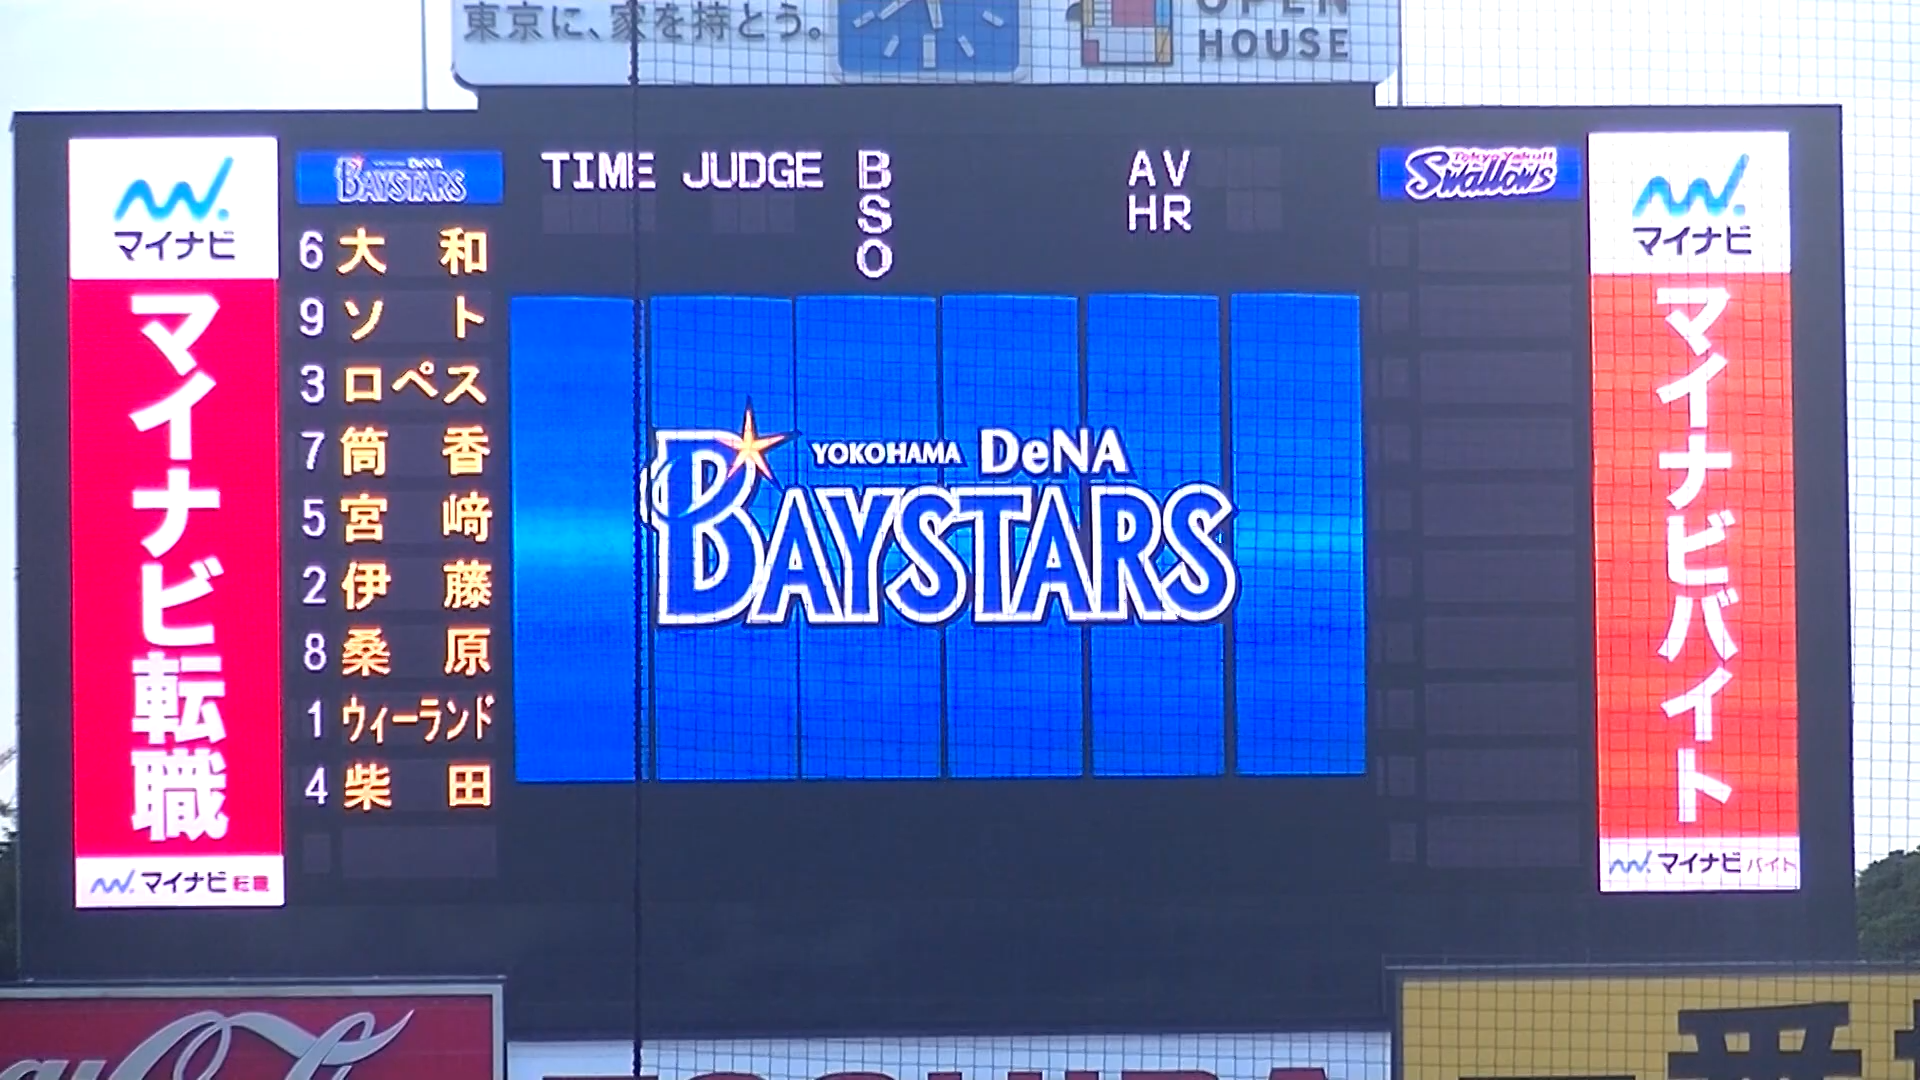 東京に、家を持とう。
OPEN
HOUSE
マイナビ
マイナビ転職
マイナビ 転職
BAYSTARS
6 大 和
9 ソ ト
3 ロペス
7 筒 香
5 宮 﨑
2 伊 藤
8 桑 原
1 ウィーランド
4 柴 田
TIME JUDGE B
S
O
AV
HR
YOKOHAMA DeNA
BAYSTARS
Tokyo Yakult
Swallows
マイナビ
マイナビバイト
マイナビ バイト